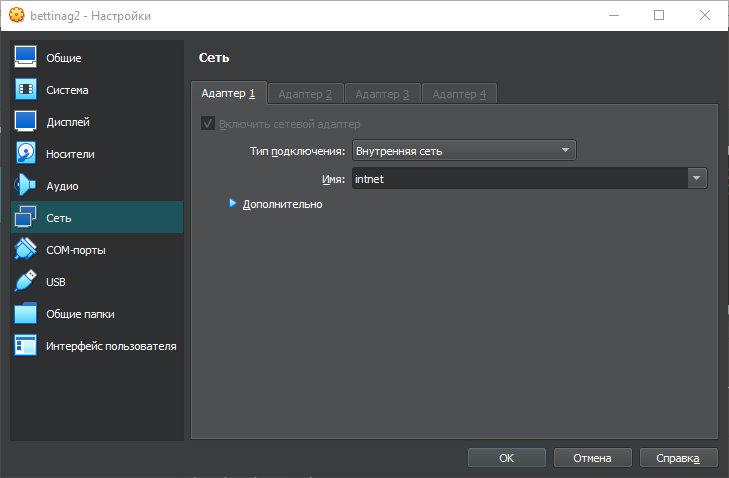 bettinag2 - Настройки
Общие
Система
Дисплей
Носители
Аудио
Сеть
COM-порты
USB
Общие папки
Интерфейс пользователя
Сеть
Адаптер 1 Адаптер 2 Адаптер 3 Адаптер 4
Включить сетевой адаптер
Тип подключения: Внутренняя сеть
Имя: intnet
Дополнительно
OK Отмена Справка